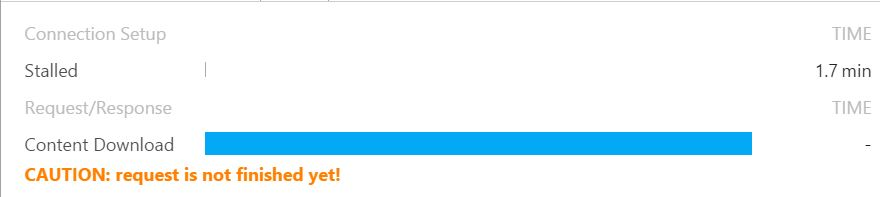 Connection Setup TIME
Stalled 1.7 min
Request/Response TIME
Content Download -
CAUTION: request is not finished yet!